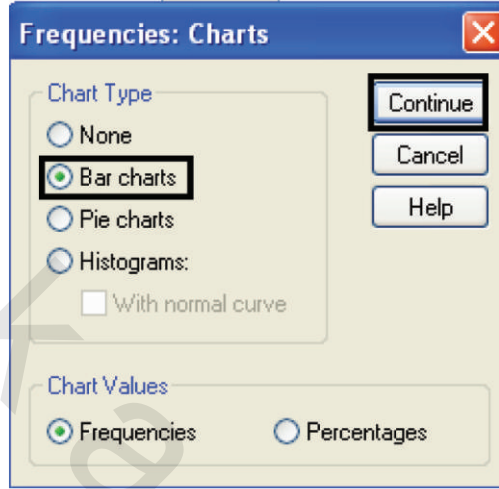 Frequencies: Charts
Chart Type
None
Bar charts
Pie charts
Histograms:
With normal curve
Continue
Cancel
Help
Chart Values
Frequencies
Percentages